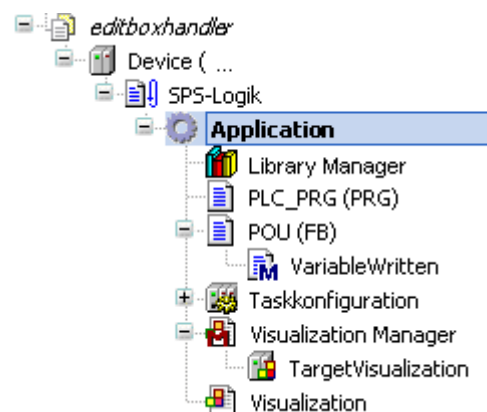 editboxhandler
Device ( ...
SPS-Logik
Application
Library Manager
PLC_PRG (PRG)
POU (FB)
VariableWritten
Taskkonfiguration
Visualization Manager
TargetVisualization
Visualization